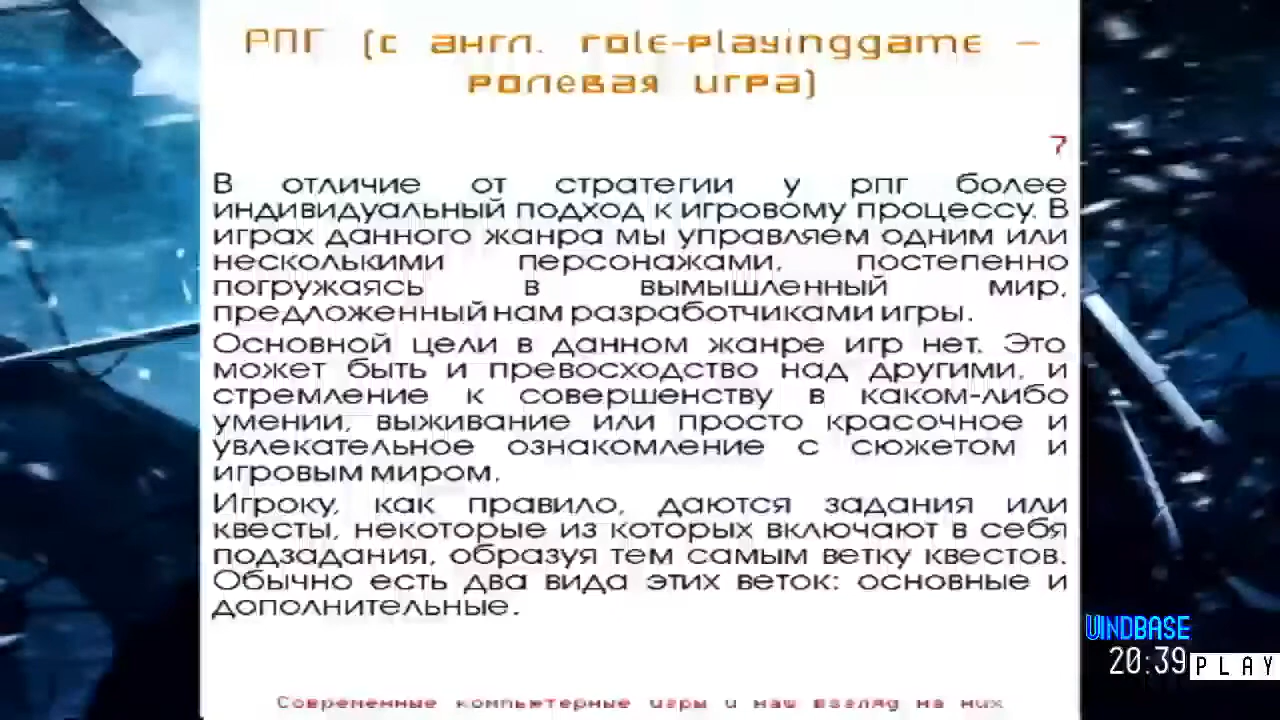 РПГ (с англ. role-playinggame –
ролевая игра)
7
В отличие от стратегии у рпг более
индивидуальный подход к игровому процессу. В
играх данного жанра мы управляем одним или
несколькими персонажами, постепенно
погружаясь в вымышленный мир,
предложенный нам разработчиками игры.
Основной цели в данном жанре игр нет. Это
может быть и превосходство над другими, и
стремление к совершенству в каком-либо
умении, выживание или просто красочное и
увлекательное ознакомление с сюжетом и
игровым миром.
Игроку, как правило, даются задания или
квесты, некоторые из которых включают в себя
подзадания, образуя тем самым ветку квестов.
Обычно есть два вида этих веток: основные и
дополнительные.
UINDBASE
20:39 PLAY
Современные компьютерные игры и наш взгляд на них